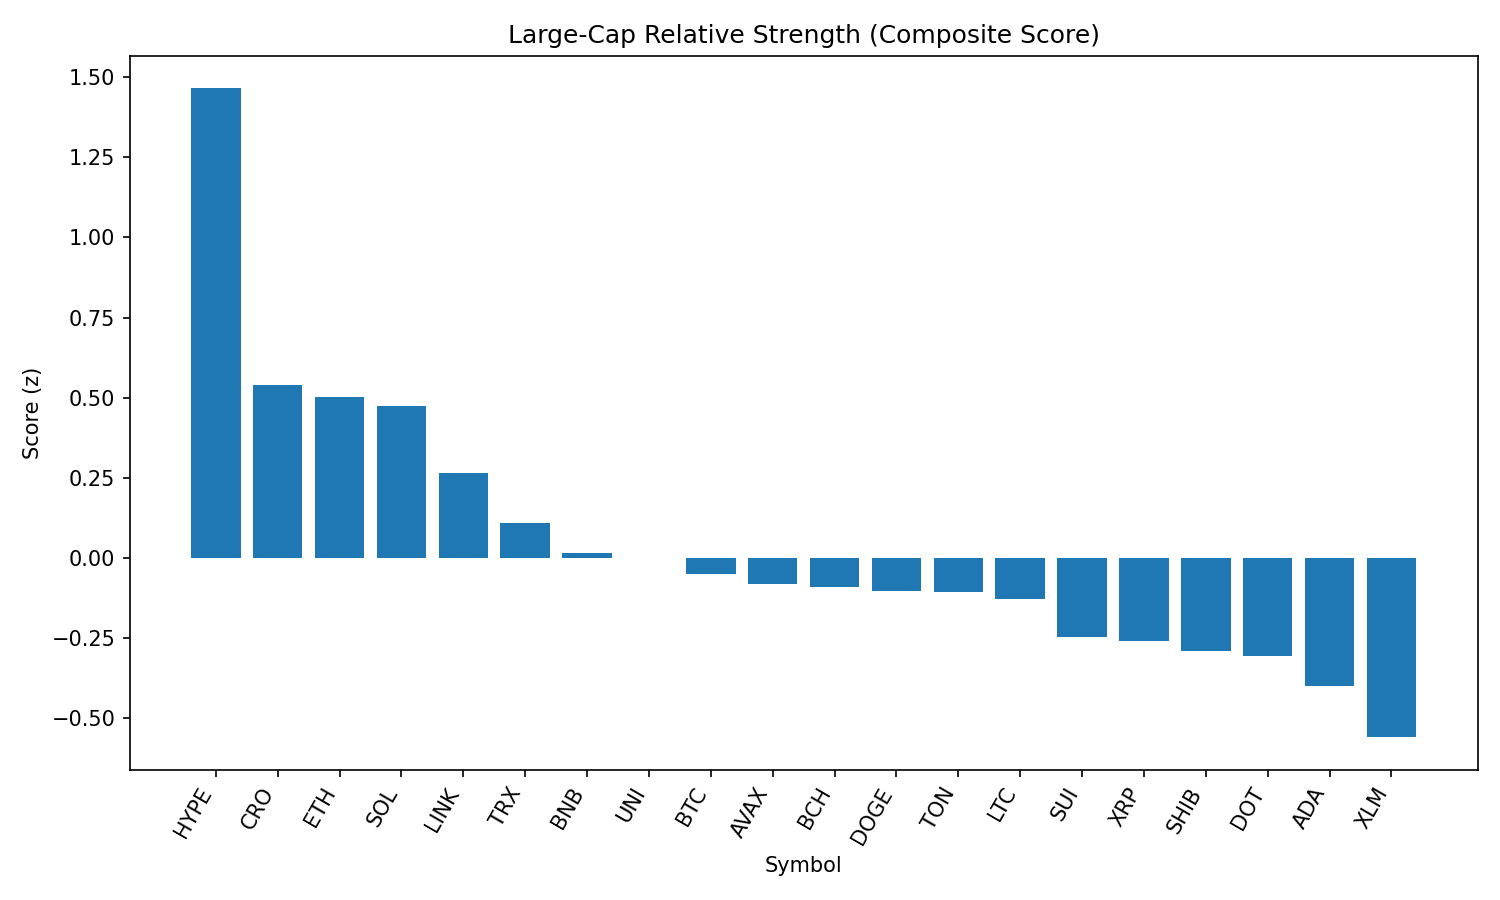 Large-Cap Relative Strength (Composite Score)
Score (z)
1.50
1.25
1.00
0.75
0.50
0.25
0.00
−0.25
−0.50
HYPE
CRO
ETH
SOL
LINK
TRX
BNB
UNI
BTC
AVAX
BCH
DOGE
TON
LTC
SUI
XRP
SHIB
DOT
ADA
XLM
Symbol